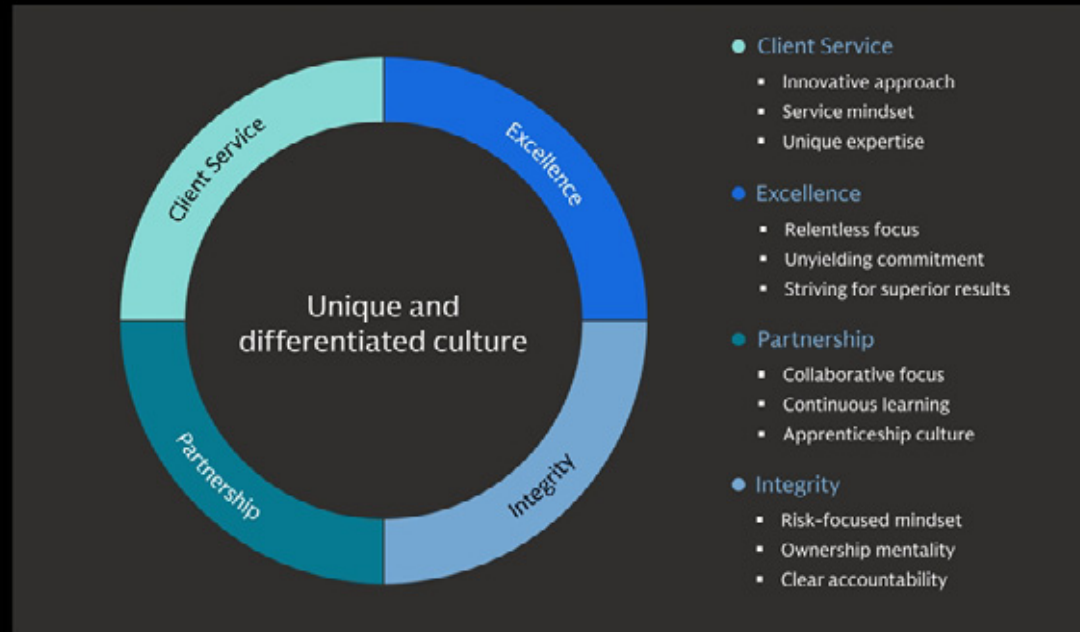 Client Service
Excellence
Unique and
differentiated culture
Partnership
Integrity
Client Service
▪ Innovative approach
▪ Service mindset
▪ Unique expertise
Excellence
▪ Relentless focus
▪ Unyielding commitment
▪ Striving for superior results
Partnership
▪ Collaborative focus
▪ Continuous learning
▪ Apprenticeship culture
Integrity
▪ Risk-focused mindset
▪ Ownership mentality
▪ Clear accountability